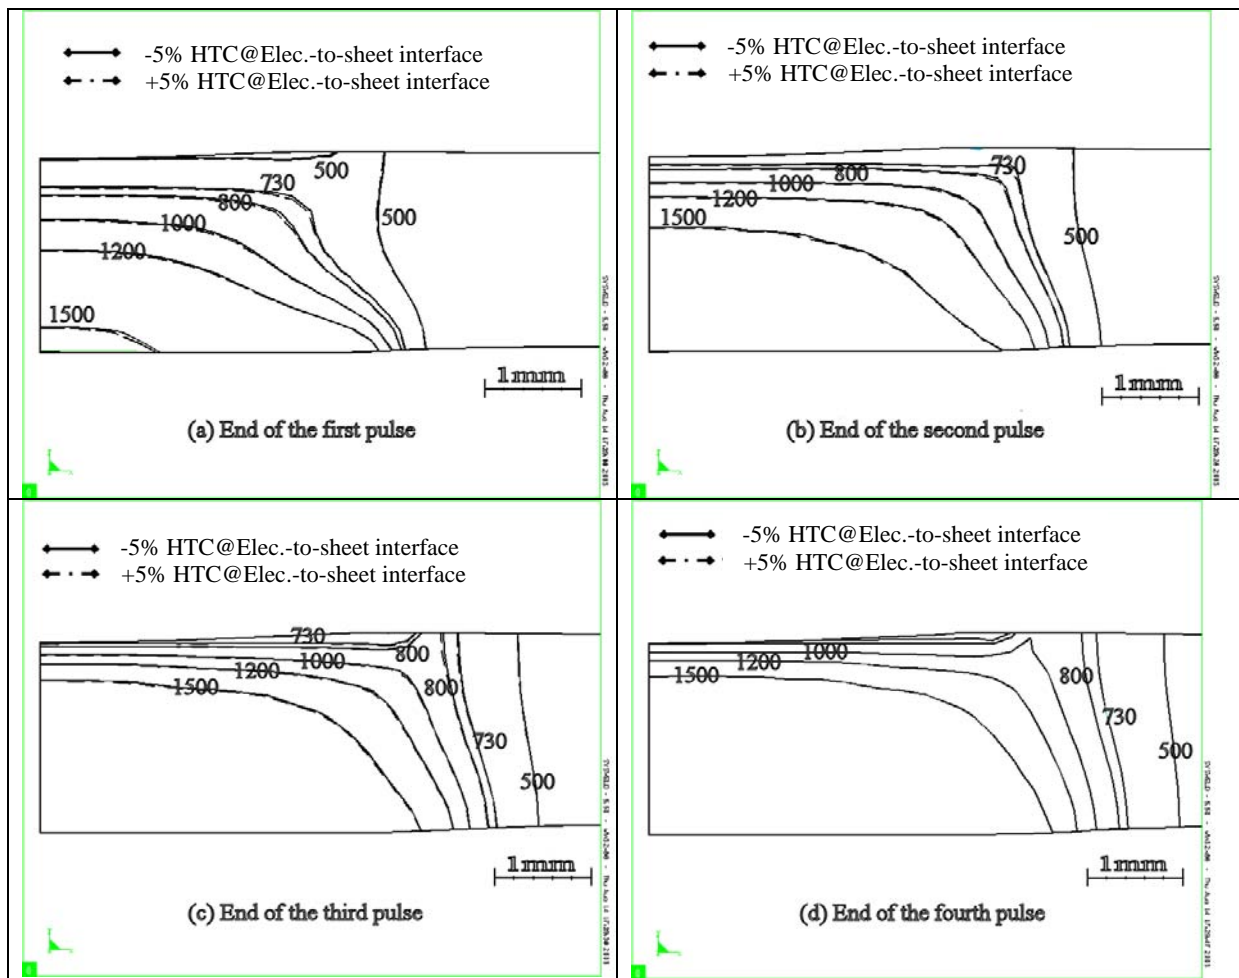 -5% HTC@Elec.-to-sheet interface
+5% HTC@Elec.-to-sheet interface
500
730
800
1000
500
1200
1500
1mm
(a) End of the first pulse
-5% HTC@Elec.-to-sheet interface
+5% HTC@Elec.-to-sheet interface
730
800
1000
1200
1500
500
1mm
(b) End of the second pulse
-5% HTC@Elec.-to-sheet interface
+5% HTC@Elec.-to-sheet interface
730
800
1000
1200
1500
800
730
500
1mm
(c) End of the third pulse
-5% HTC@Elec.-to-sheet interface
+5% HTC@Elec.-to-sheet interface
1000
1200
1500
800
730
500
1mm
(d) End of the fourth pulse